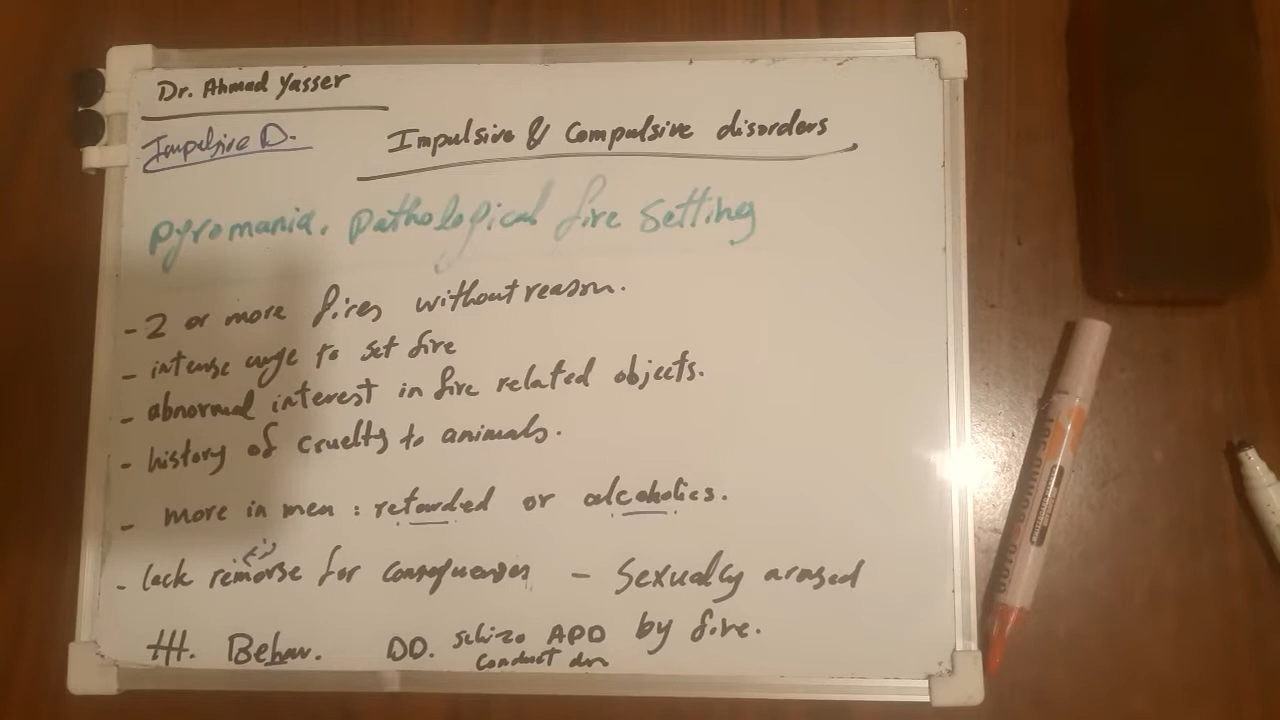 Dr. Ahmad Yasser
Impulsive D.
Impulsive & Compulsive disorders
pyromania. pathological fire setting
- 2 or more fires without reason.
- intense urge to set fire
- abnormal interest in fire related objects.
- history of cruelty to animals.
- more in men : retarded or alcoholics.
- lack remorse for consequences - Sexually arused
by fire.
ttt. Behav. DD. schizo APD
Conduct